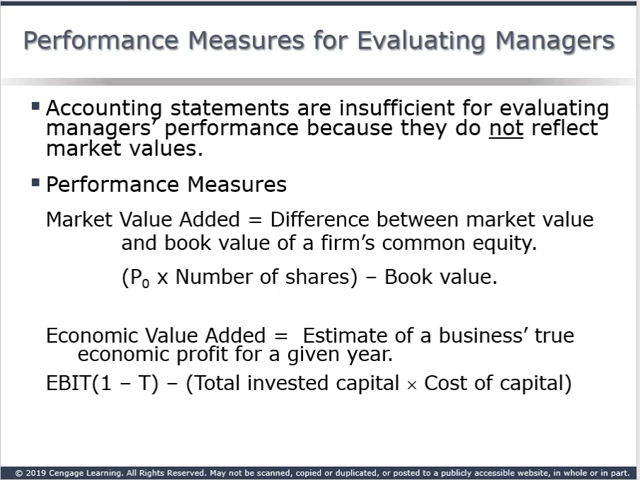 Performance Measures for Evaluating Managers
▪ Accounting statements are insufficient for evaluating
managers’ performance because they do not reflect
market values.
▪ Performance Measures
Market Value Added = Difference between market value
and book value of a firm’s common equity.
(P₀ x Number of shares) – Book value.
Economic Value Added = Estimate of a business’ true
economic profit for a given year.
EBIT(1 – T) – (Total invested capital × Cost of capital)
© 2019 Cengage Learning. All Rights Reserved. May not be scanned, copied or duplicated, or posted to a publicly accessible website, in whole or in part.